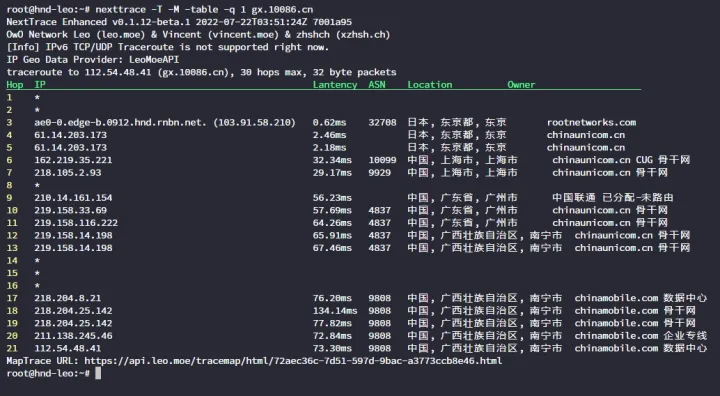 root@hnd-leo:~# nexttrace -T -M -table -q 1 gx.10086.cn
NextTrace Enhanced v0.1.12-beta.1 2022-07-22T03:51:24Z 7001a95
OwO Network Leo (leo.moe) & Vincent (vincent.moe) & zhshch (xzhsh.ch)
[Info] IPv6 TCP/UDP Traceroute is not supported right now.
IP Geo Data Provider: LeoMoeAPI
traceroute to 112.54.48.41 (gx.10086.cn), 30 hops max, 32 byte packets
Hop IP Lantency ASN Location Owner
1 *
2 *
3 ae0-0.edge-b.0912.hnd.rnbn.net. (103.91.58.210) 0.62ms 32708 日本, 东京都, 东京 rootnetworks.com
4 61.14.203.173 2.46ms 日本, 东京都, 东京 chinaunicom.cn
5 61.14.203.173 2.18ms 日本, 东京都, 东京 chinaunicom.cn
6 162.219.35.221 32.34ms 10099 中国, 上海市, 上海市 chinaunicom.cn CUG 骨干网
7 218.105.2.93 29.17ms 9929 中国, 上海市, 上海市 chinaunicom.cn 骨干网
8 *
9 210.14.161.154 56.23ms 中国, 广东省, 广州市 中国联通 已分配-未路由
10 219.158.33.69 57.69ms 4837 中国, 广东省, 广州市 chinaunicom.cn 骨干网
11 219.158.116.222 64.26ms 4837 中国, 广东省, 广州市 chinaunicom.cn 骨干网
12 219.158.14.198 65.91ms 4837 中国, 广西壮族自治区, 南宁市 chinaunicom.cn 骨干网
13 219.158.14.198 67.46ms 4837 中国, 广西壮族自治区, 南宁市 chinaunicom.cn 骨干网
14 *
15 *
16 *
17 218.204.8.21 76.20ms 9808 中国, 广西壮族自治区, 南宁市 chinamobile.com 数据中心
18 218.204.25.142 134.14ms 9808 中国, 广西壮族自治区, 南宁市 chinamobile.com 骨干网
19 218.204.25.142 77.82ms 9808 中国, 广西壮族自治区, 南宁市 chinamobile.com 骨干网
20 211.138.245.46 72.84ms 9808 中国, 广西壮族自治区, 南宁市 chinamobile.com 企业专线
21 112.54.48.41 73.30ms 9808 中国, 广西壮族自治区, 南宁市 chinamobile.com 数据中心
MapTrace URL: https://api.leo.moe/tracemap/html/72aec36c-7d51-597d-9bac-a3773ccb8e46.html
root@hnd-leo:~#